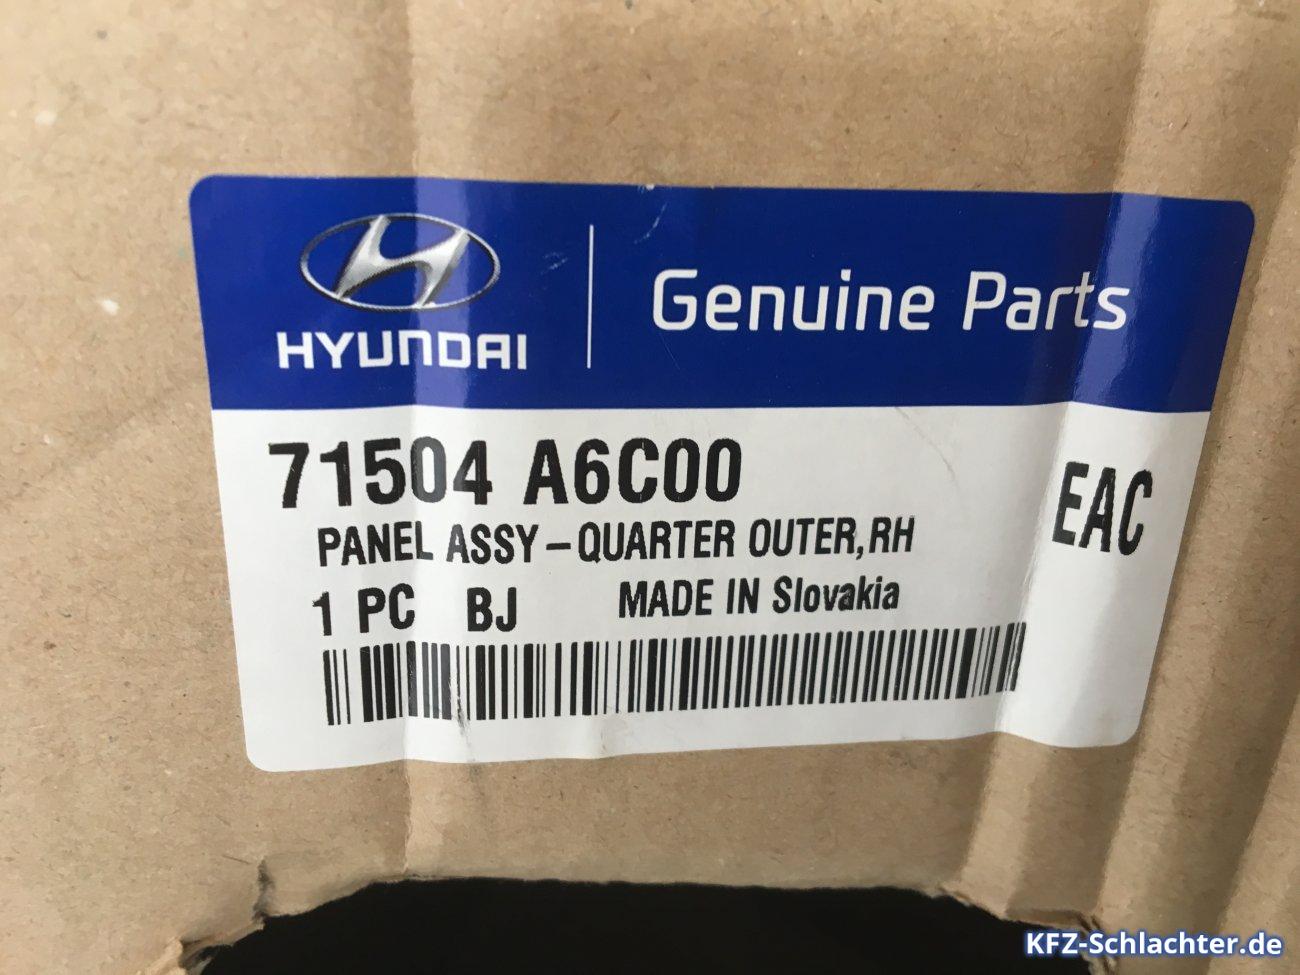 HYUNDAI
Genuine Parts
71504 A6C00
PANEL ASSY-QUARTER OUTER,RH
EAC
1 PC BJ MADE IN Slovakia
KFZ-Schlachter.de